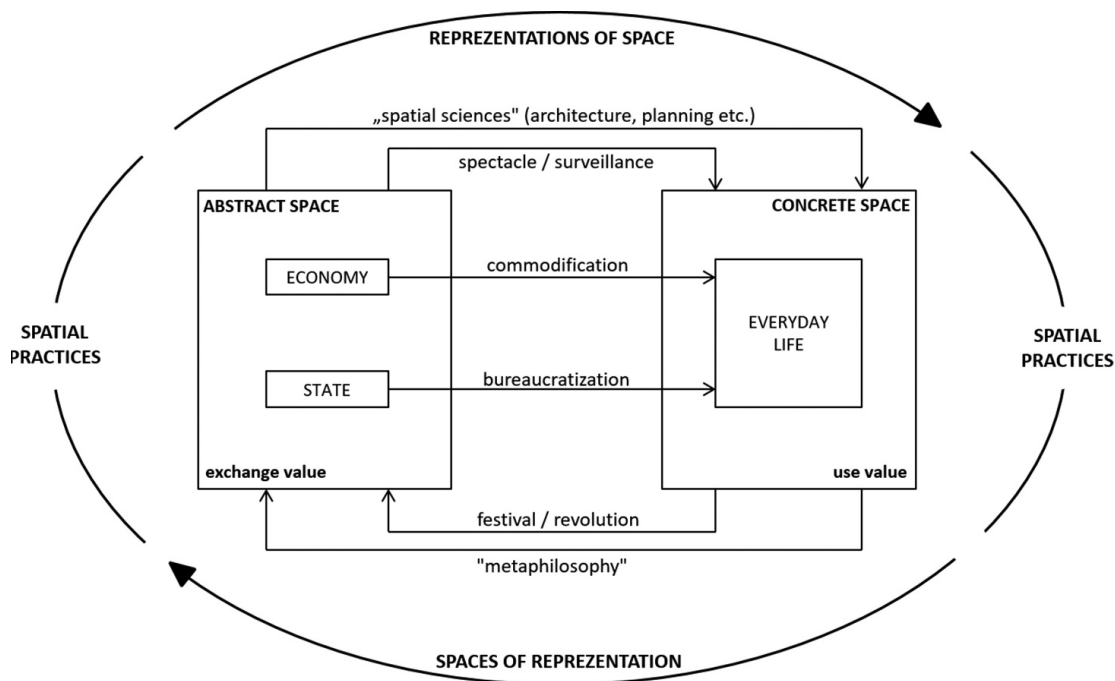 REPREZENTATIONS OF SPACE
„spatial sciences" (architecture, planning etc.)
spectacle / surveillance
ABSTRACT SPACE
CONCRETE SPACE
ECONOMY
commodification
EVERYDAY
LIFE
SPATIAL
PRACTICES
SPATIAL
PRACTICES
STATE
bureaucratization
exchange value
use value
festival / revolution
"metaphilosophy"
SPACES OF REPREZENTATION